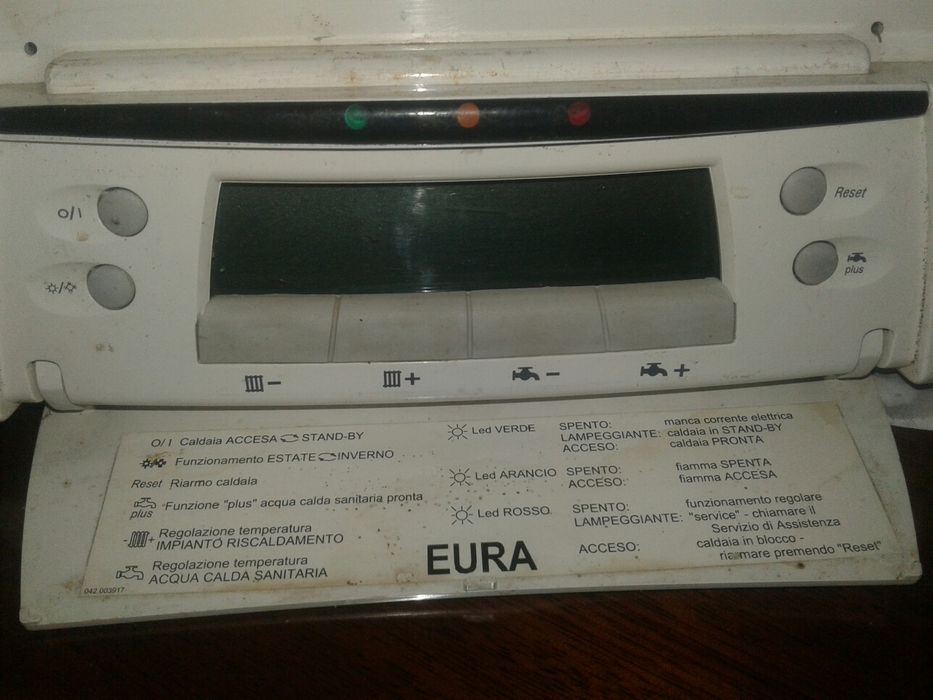 O/I
Reset
plus
-
+
-
+
O/I Caldaia ACCESA STAND-BY
Funzionamento ESTATE INVERNO
Reset Riarmo caldaia
plus Funzione "plus" acqua calda sanitaria pronta
- + Regolazione temperatura
IMPIANTO RISCALDAMENTO
Regolazione temperatura
ACQUA CALDA SANITARIA
042.003917
EURA
Led VERDE
SPENTO: manca corrente elettrica
LAMPEGGIANTE: caldaia in STAND-BY
ACCESO: caldaia PRONTA
Led ARANCIO
SPENTO: fiamma SPENTA
ACCESO: fiamma ACCESA
Led ROSSO
SPENTO: funzionamento regolare
LAMPEGGIANTE: "service" - chiamare il
Servizio di Assistenza
ACCESO: caldaia in blocco -
riarmare premendo "Reset"